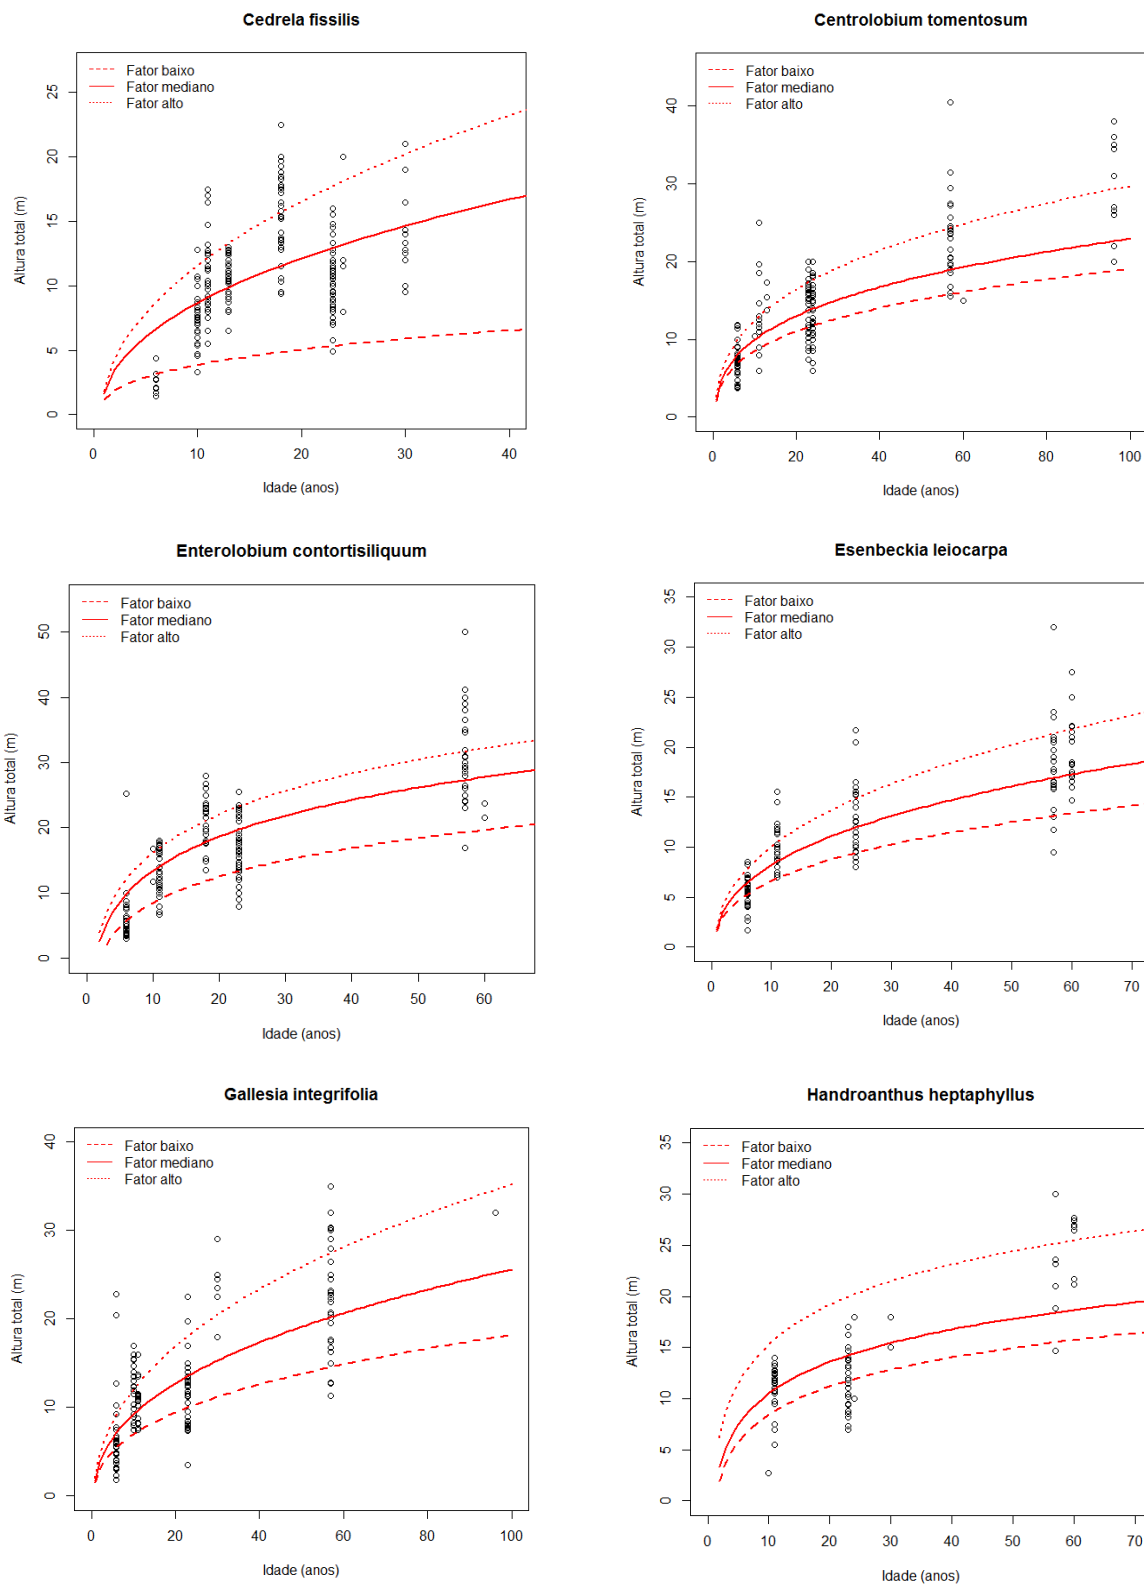 Cedrela fissilis
Fator baixo
Fator mediano
Fator alto
25
20
15
10
5
0
Altura total (m)
0 10 20 30 40
Idade (anos)
Centrolobium tomentosum
Fator baixo
Fator mediano
Fator alto
40
30
20
10
0
Altura total (m)
0 20 40 60 80 100
Idade (anos)
Enterolobium contortisiliquum
Fator baixo
Fator mediano
Fator alto
50
40
30
20
10
0
Altura total (m)
0 10 20 30 40 50 60
Idade (anos)
Esenbeckia leiocarpa
Fator baixo
Fator mediano
Fator alto
35
30
25
20
15
10
5
0
Altura total (m)
0 10 20 30 40 50 60 70
Idade (anos)
Gallesia integrifolia
Fator baixo
Fator mediano
Fator alto
40
30
20
10
0
Altura total (m)
0 20 40 60 80 100
Idade (anos)
Handroanthus heptaphyllus
Fator baixo
Fator mediano
Fator alto
35
30
25
20
15
10
5
0
Altura total (m)
0 10 20 30 40 50 60 70
Idade (anos)